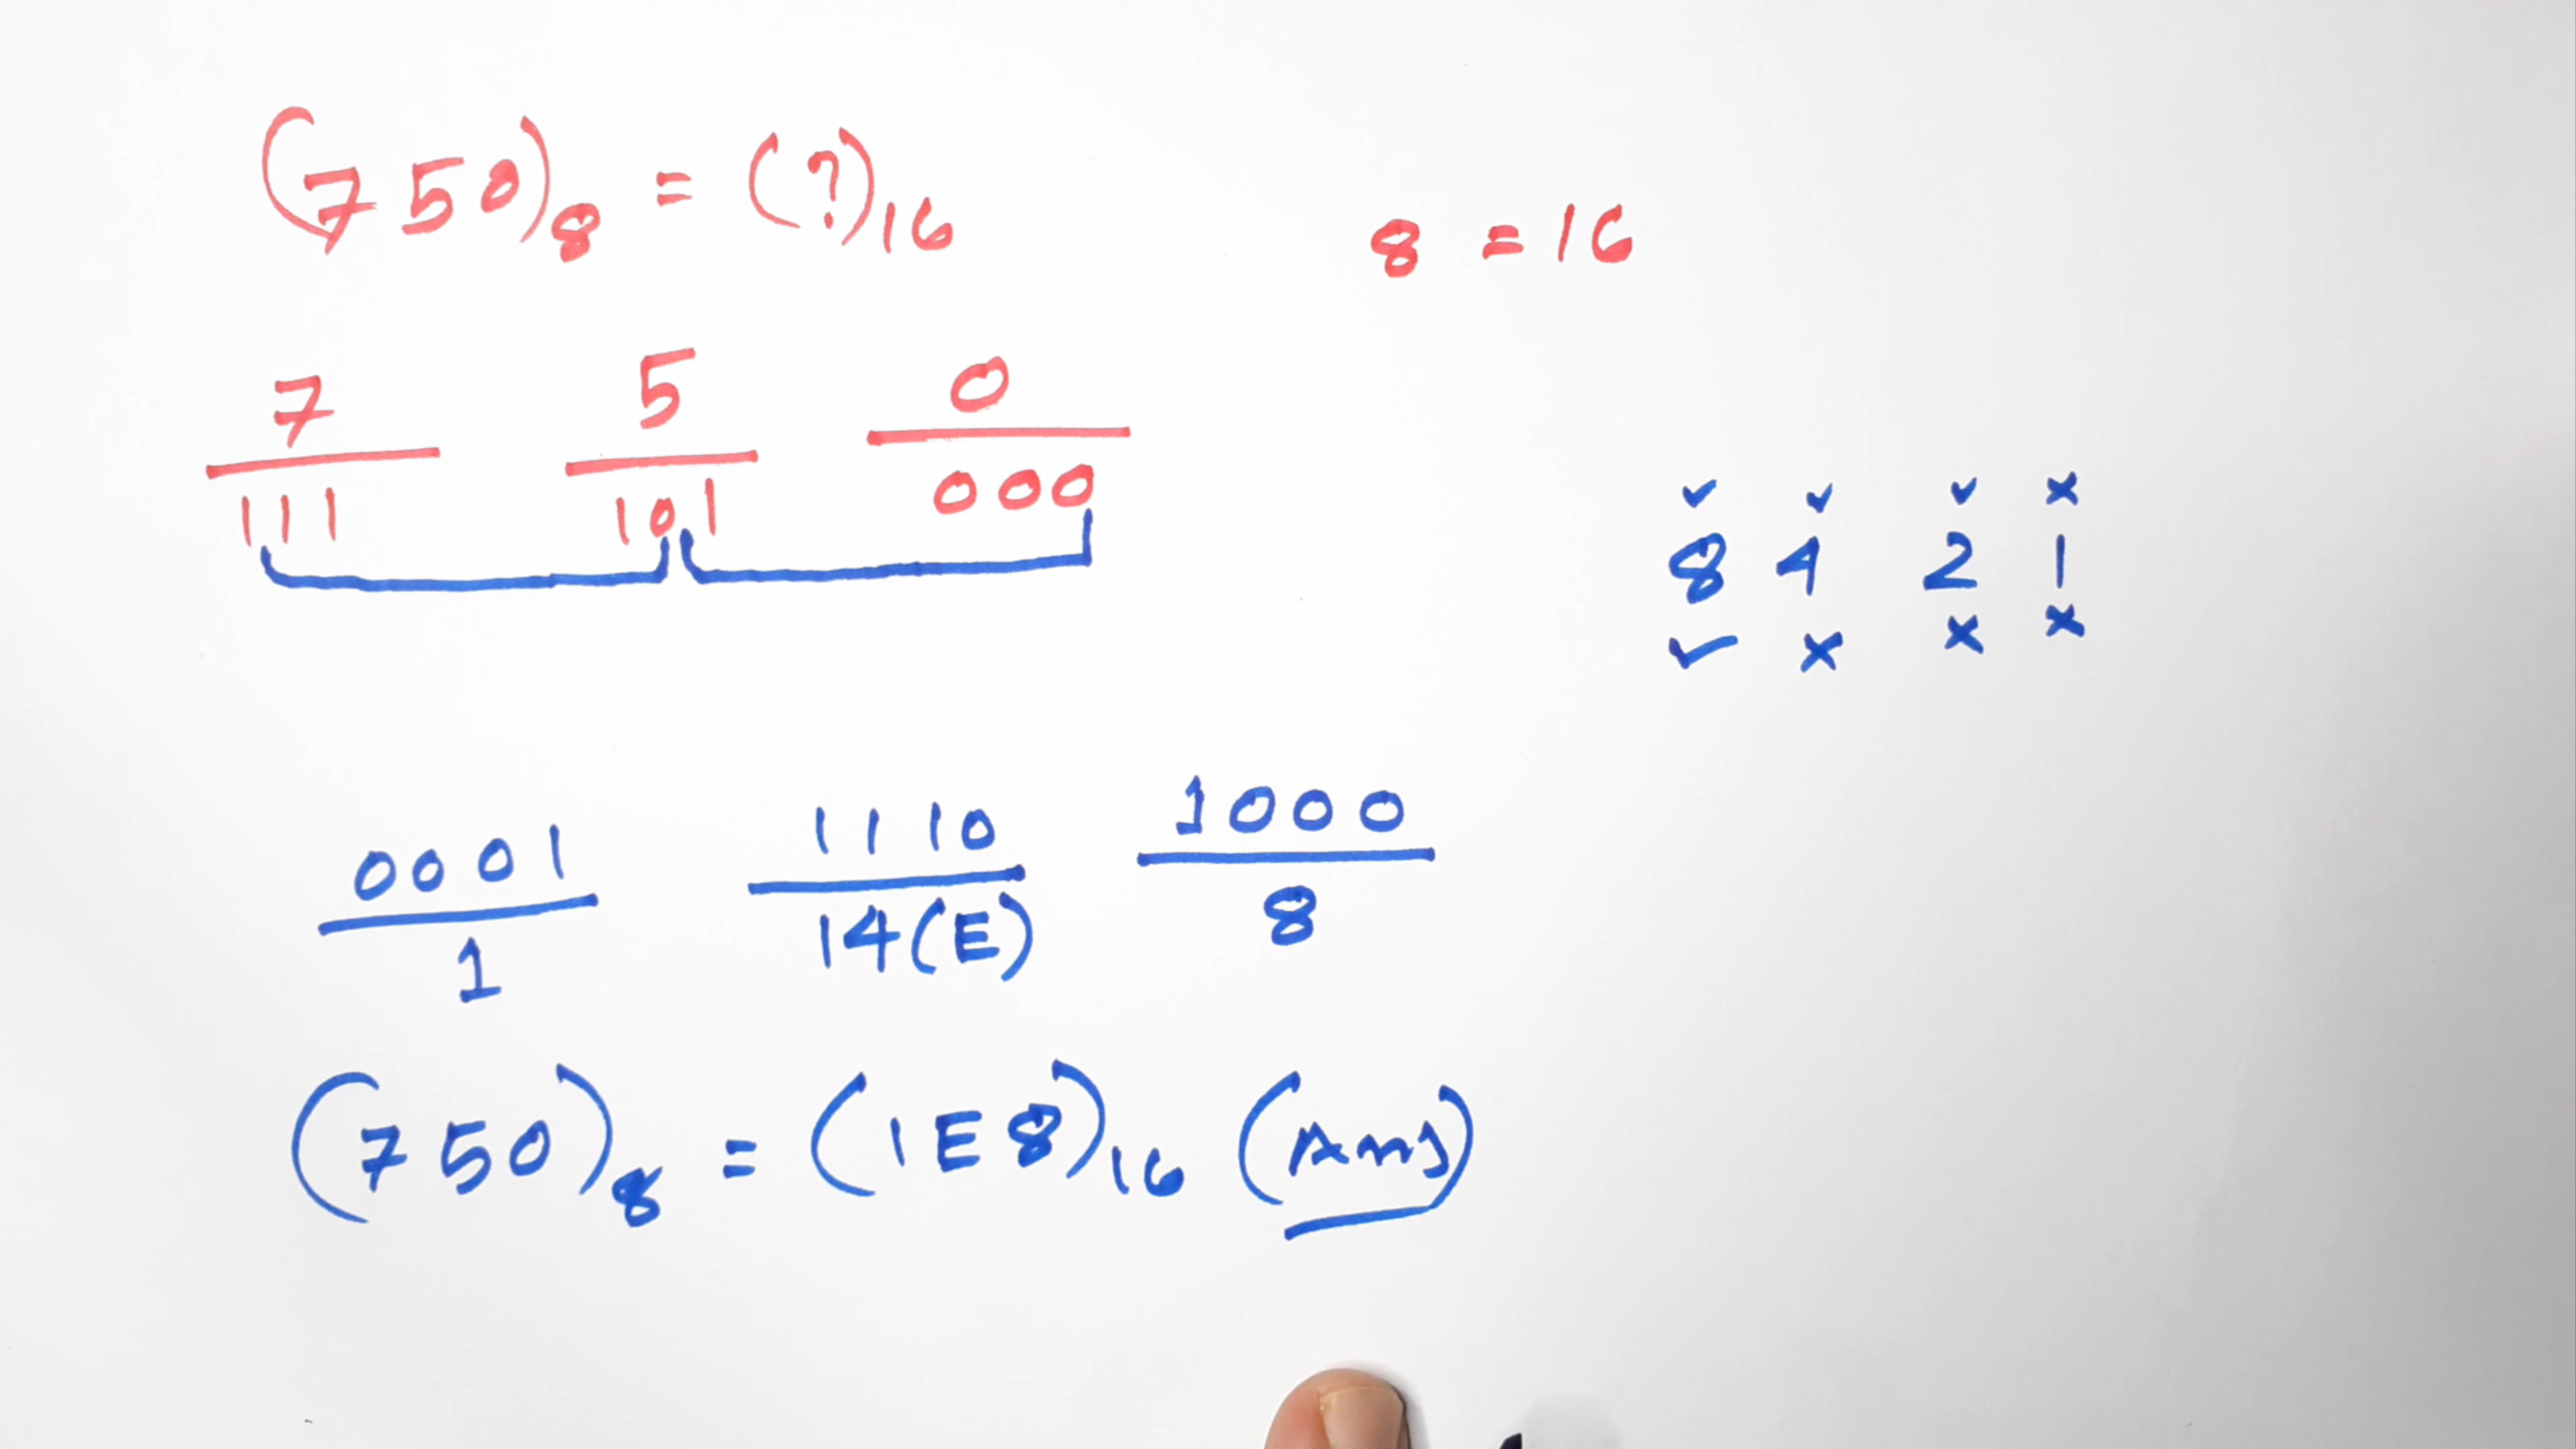 (750)8 = (?)16
8 = 16
7 5 0
111 101 000
✓ ✓ ✓ ×
8 4 2 1
✓ × × ×
0001 1110 1000
1 14(E) 8
(750)8 = (1E8)16 (Ans)